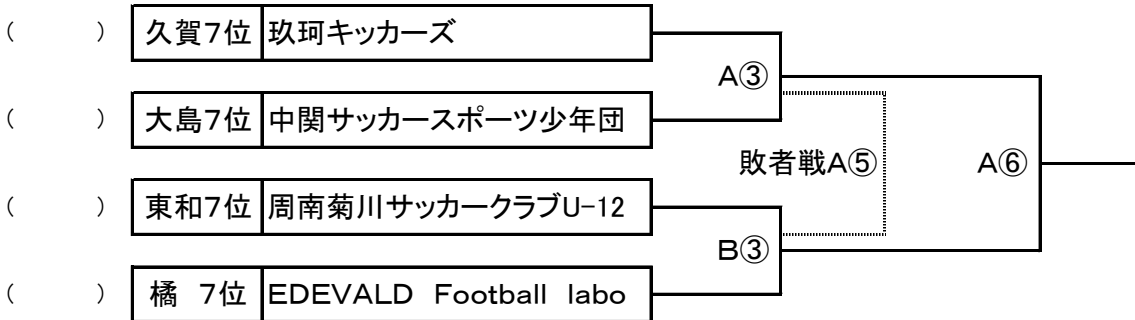 （　　　） 久賀７位 玖珂キッカーズ
A③
（　　　） 大島７位 中関サッカースポーツ少年団
敗者戦A⑤ A⑥
（　　　） 東和７位 周南菊川サッカークラブU-12
B③
（　　　） 橘　７位 EDEVALD　Football　labo